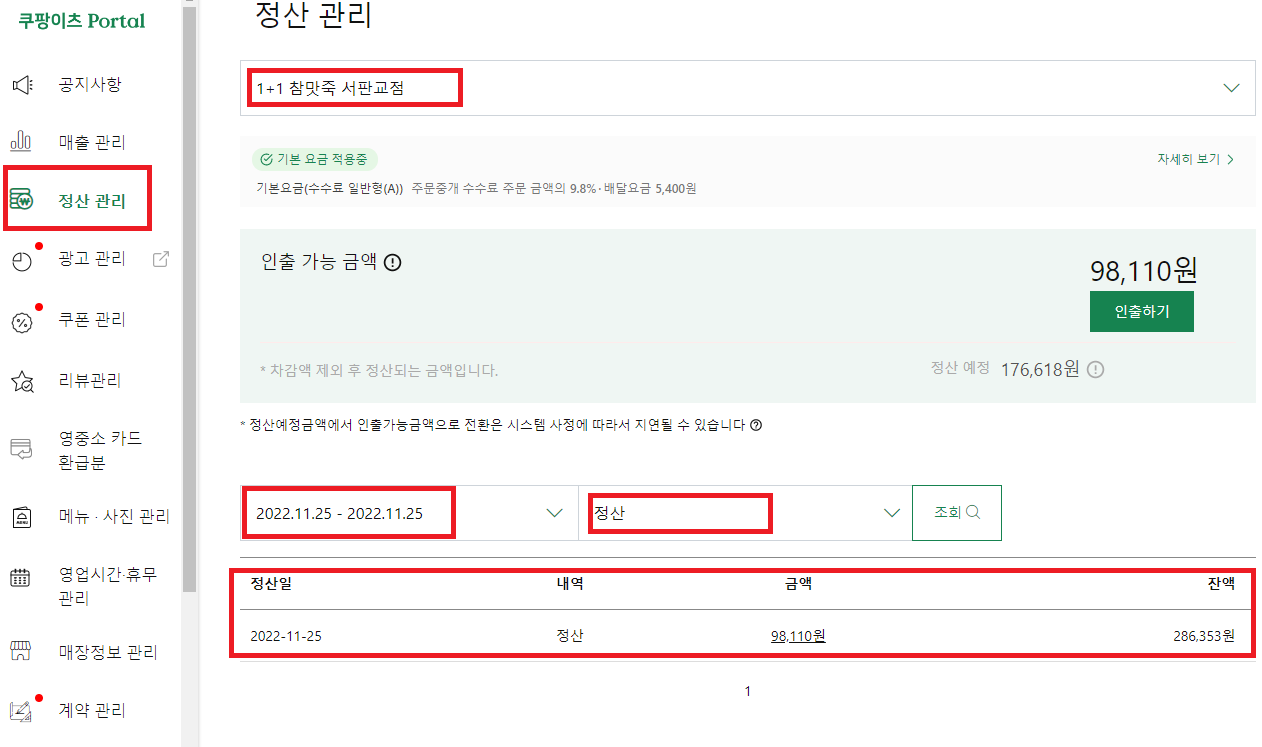 쿠팡이츠 Portal
공지사항
매출 관리
정산 관리
광고 관리
쿠폰 관리
리뷰관리
영중소 카드
환급분
메뉴 · 사진 관리
영업시간·휴무
관리
매장정보 관리
계약 관리
정산 관리
1+1 참맛죽 서판교점
기본 요금 적용중
자세히 보기
기본요금(수수료 일반형(A)) 주문중개 수수료 주문 금액의 9.8%·배달요금 5,400원
인출 가능 금액
98,110원
인출하기
* 차감액 제외 후 정산되는 금액입니다.
정산 예정 176,618원
* 정산예정금액에서 인출가능금액으로 전환은 시스템 사정에 따라서 지연될 수 있습니다
2022.11.25 - 2022.11.25
정산
조회
정산일 내역 금액 잔액
2022-11-25 정산 98,110원 286,353원
1